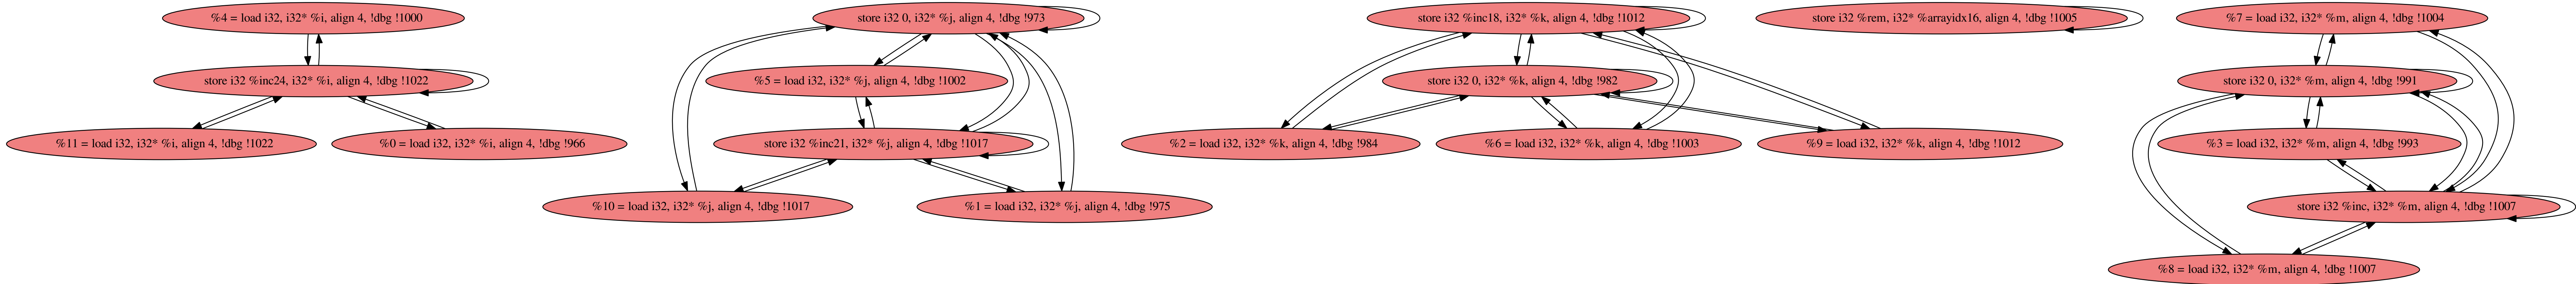 %4 = load i32, i32* %i, align 4, !dbg !1000
store i32 %inc24, i32* %i, align 4, !dbg !1022
%11 = load i32, i32* %i, align 4, !dbg !1022
%0 = load i32, i32* %i, align 4, !dbg !966
store i32 0, i32* %j, align 4, !dbg !973
%5 = load i32, i32* %j, align 4, !dbg !1002
store i32 %inc21, i32* %j, align 4, !dbg !1017
%10 = load i32, i32* %j, align 4, !dbg !1017
%1 = load i32, i32* %j, align 4, !dbg !975
store i32 %inc18, i32* %k, align 4, !dbg !1012
store i32 0, i32* %k, align 4, !dbg !982
%2 = load i32, i32* %k, align 4, !dbg !984
%6 = load i32, i32* %k, align 4, !dbg !1003
%9 = load i32, i32* %k, align 4, !dbg !1012
store i32 %rem, i32* %arrayidx16, align 4, !dbg !1005
%7 = load i32, i32* %m, align 4, !dbg !1004
store i32 0, i32* %m, align 4, !dbg !991
%3 = load i32, i32* %m, align 4, !dbg !993
store i32 %inc, i32* %m, align 4, !dbg !1007
%8 = load i32, i32* %m, align 4, !dbg !1007